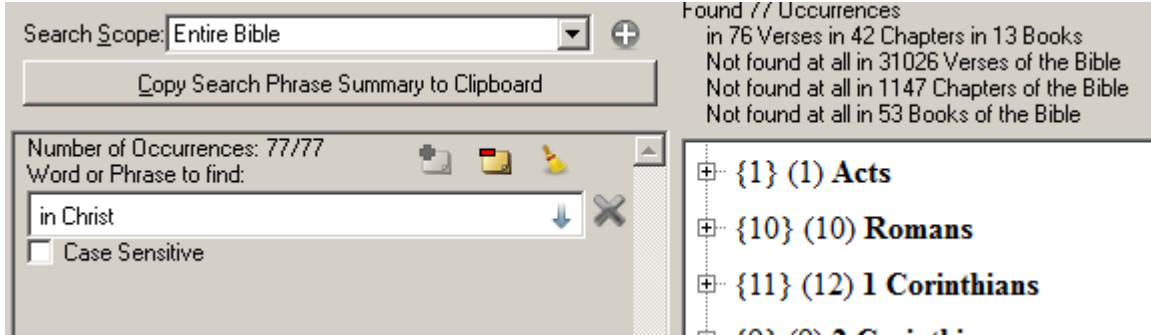 Search Scope: Entire Bible
Copy Search Phrase Summary to Clipboard
Number of Occurrences: 77/77
Word or Phrase to find:
in Christ
Case Sensitive
Found 77 Occurrences
in 76 Verses in 42 Chapters in 13 Books
Not found at all in 31026 Verses of the Bible
Not found at all in 1147 Chapters of the Bible
Not found at all in 53 Books of the Bible
{1} (1) Acts
{10} (10) Romans
{11} (12) 1 Corinthians